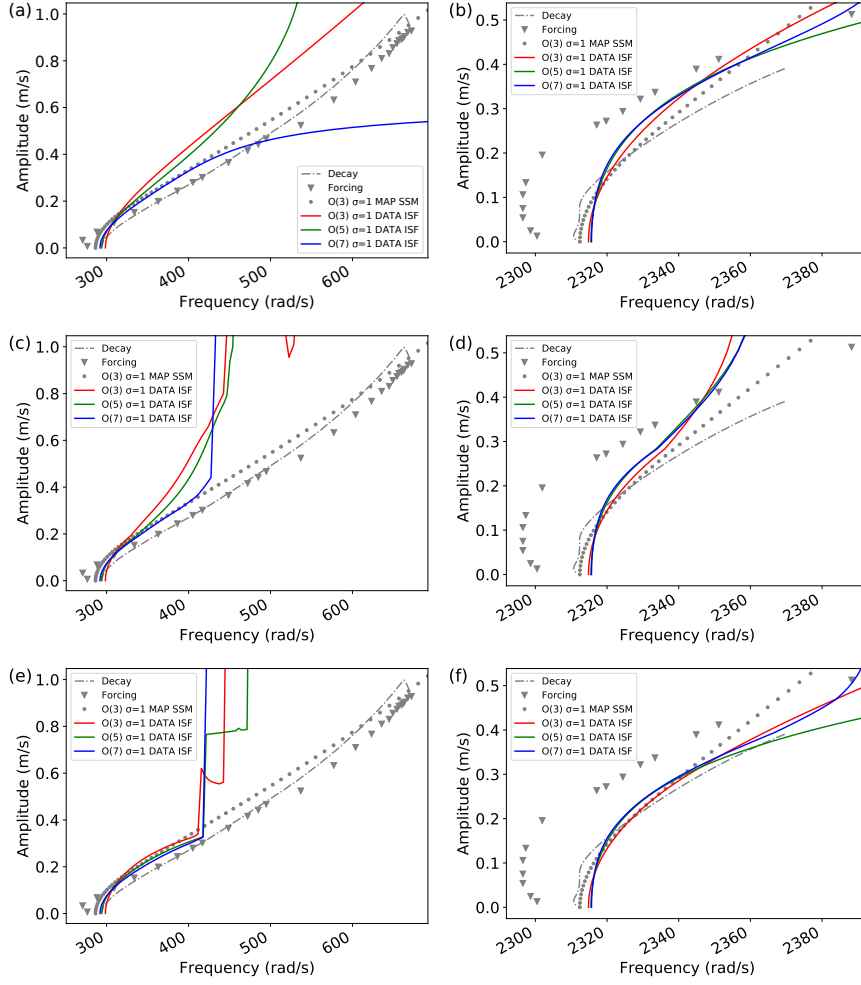 (a)
1.0
0.8
0.6
0.4
0.2
0.0
Amplitude (m/s)
300
400
500
600
Frequency (rad/s)
Decay
Forcing
O(3) σ=1 MAP SSM
O(3) σ=1 DATA ISF
O(5) σ=1 DATA ISF
O(7) σ=1 DATA ISF
(b)
0.5
0.4
0.3
0.2
0.1
0.0
Amplitude (m/s)
2300
2320
2340
2360
2380
Frequency (rad/s)
Decay
Forcing
O(3) σ=1 MAP SSM
O(3) σ=1 DATA ISF
O(5) σ=1 DATA ISF
O(7) σ=1 DATA ISF
(c)
1.0
0.8
0.6
0.4
0.2
0.0
Amplitude (m/s)
300
400
500
600
Frequency (rad/s)
Decay
Forcing
O(3) σ=1 MAP SSM
O(3) σ=1 DATA ISF
O(5) σ=1 DATA ISF
O(7) σ=1 DATA ISF
(d)
0.5
0.4
0.3
0.2
0.1
0.0
Amplitude (m/s)
2300
2320
2340
2360
2380
Frequency (rad/s)
Decay
Forcing
O(3) σ=1 MAP SSM
O(3) σ=1 DATA ISF
O(5) σ=1 DATA ISF
O(7) σ=1 DATA ISF
(e)
1.0
0.8
0.6
0.4
0.2
0.0
Amplitude (m/s)
300
400
500
600
Frequency (rad/s)
Decay
Forcing
O(3) σ=1 MAP SSM
O(3) σ=1 DATA ISF
O(5) σ=1 DATA ISF
O(7) σ=1 DATA ISF
(f)
0.5
0.4
0.3
0.2
0.1
0.0
Amplitude (m/s)
2300
2320
2340
2360
2380
Frequency (rad/s)
Decay
Forcing
O(3) σ=1 MAP SSM
O(3) σ=1 DATA ISF
O(5) σ=1 DATA ISF
O(7) σ=1 DATA ISF